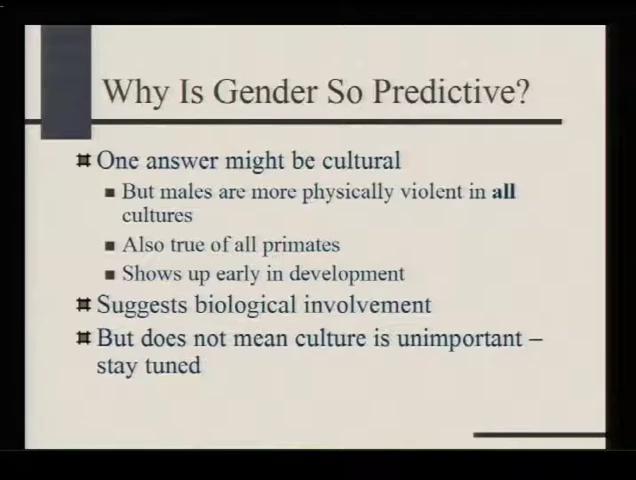 Why Is Gender So Predictive?
One answer might be cultural
But males are more physically violent in all
cultures
Also true of all primates
Shows up early in development
Suggests biological involvement
But does not mean culture is unimportant –
stay tuned